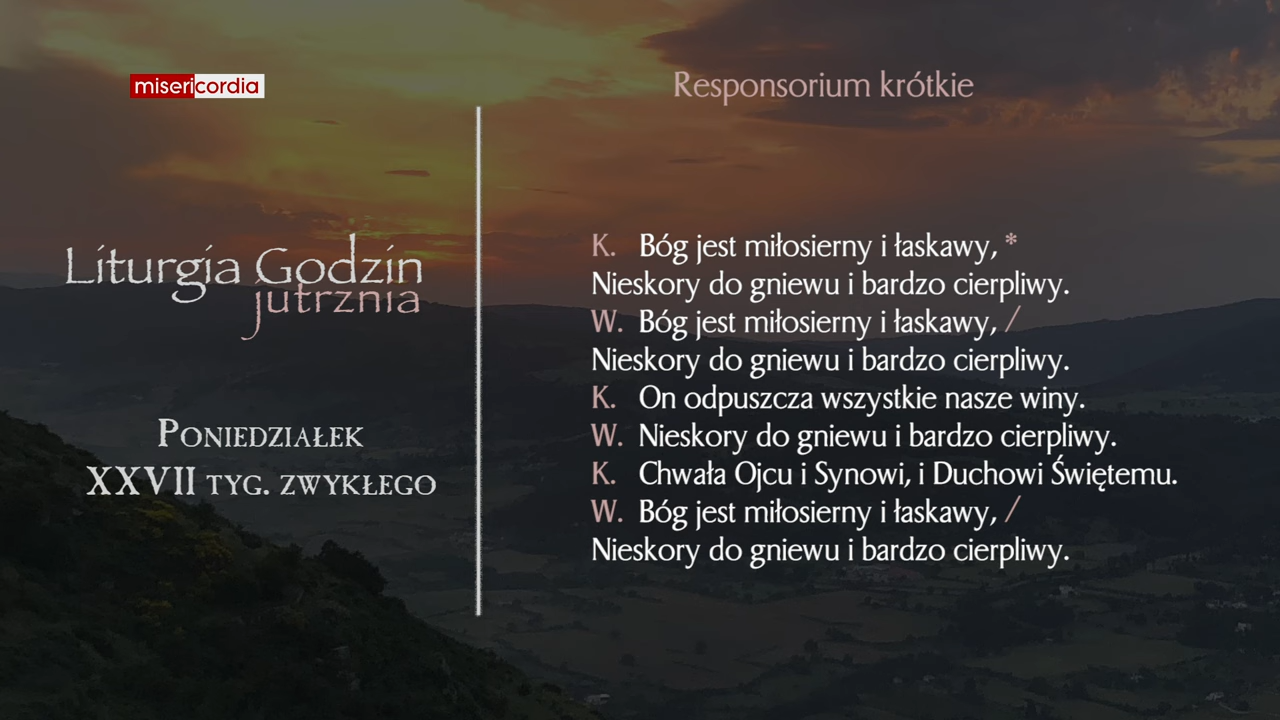 misericordia
Liturgia Godzin
jutrznia
Poniedziałek
XXVII tyg. zwykłego
Responsorium krótkie
K. Bóg jest miłosierny i łaskawy, *
Nieskory do gniewu i bardzo cierpliwy.
W. Bóg jest miłosierny i łaskawy, /
Nieskory do gniewu i bardzo cierpliwy.
K. On odpuszcza wszystkie nasze winy.
W. Nieskory do gniewu i bardzo cierpliwy.
K. Chwała Ojcu i Synowi, i Duchowi Świętemu.
W. Bóg jest miłosierny i łaskawy, /
Nieskory do gniewu i bardzo cierpliwy.